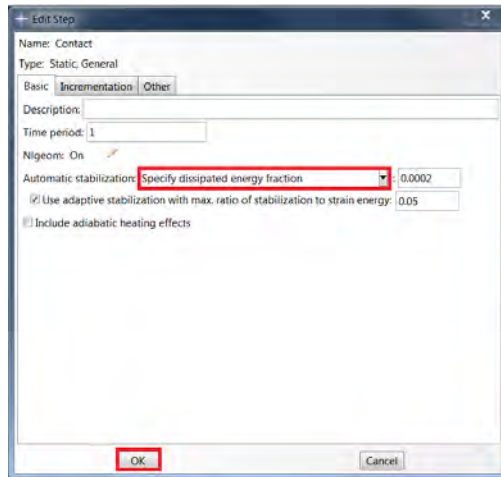 Edit Step
X
Name: Contact
Type: Static, General
Basic Incrementation Other
Description:
Time period: 1
Nlgeom: On
Automatic stabilization: Specify dissipated energy fraction : 0.0002
Use adaptive stabilization with max. ratio of stabilization to strain energy: 0.05
Include adiabatic heating effects
OK Cancel